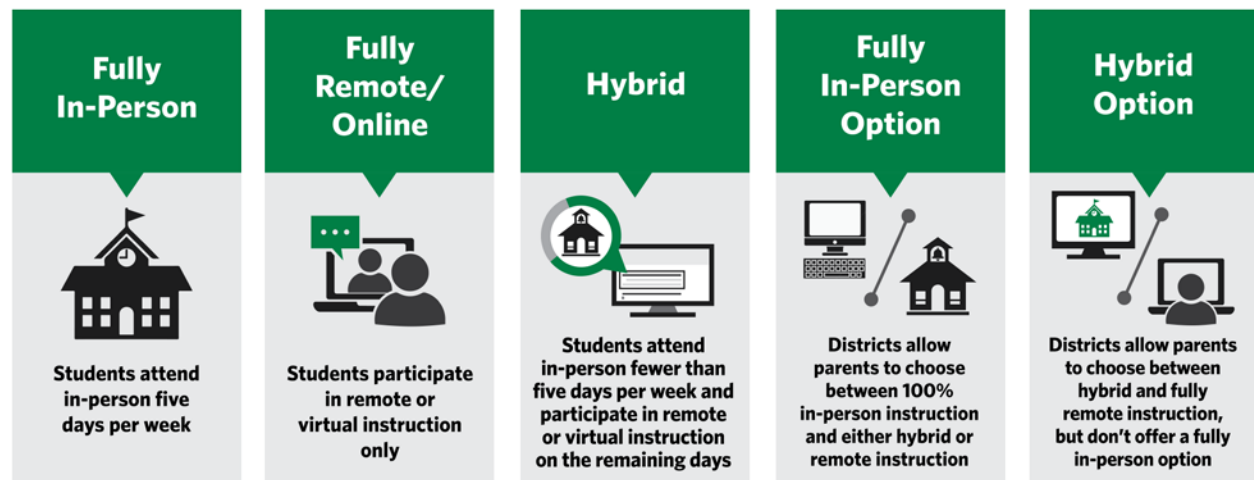 Fully
In-Person
Students attend
in-person five
days per week
Fully
Remote/
Online
Students participate
in remote or
virtual instruction
only
Hybrid
Students attend
in-person fewer than
five days per week and
participate in remote
or virtual instruction
on the remaining days
Fully
In-Person
Option
Districts allow
parents to choose
between 100%
in-person instruction
and either hybrid or
remote instruction
Hybrid
Option
Districts allow parents
to choose between
hybrid and fully
remote instruction,
but don't offer a fully
in-person option